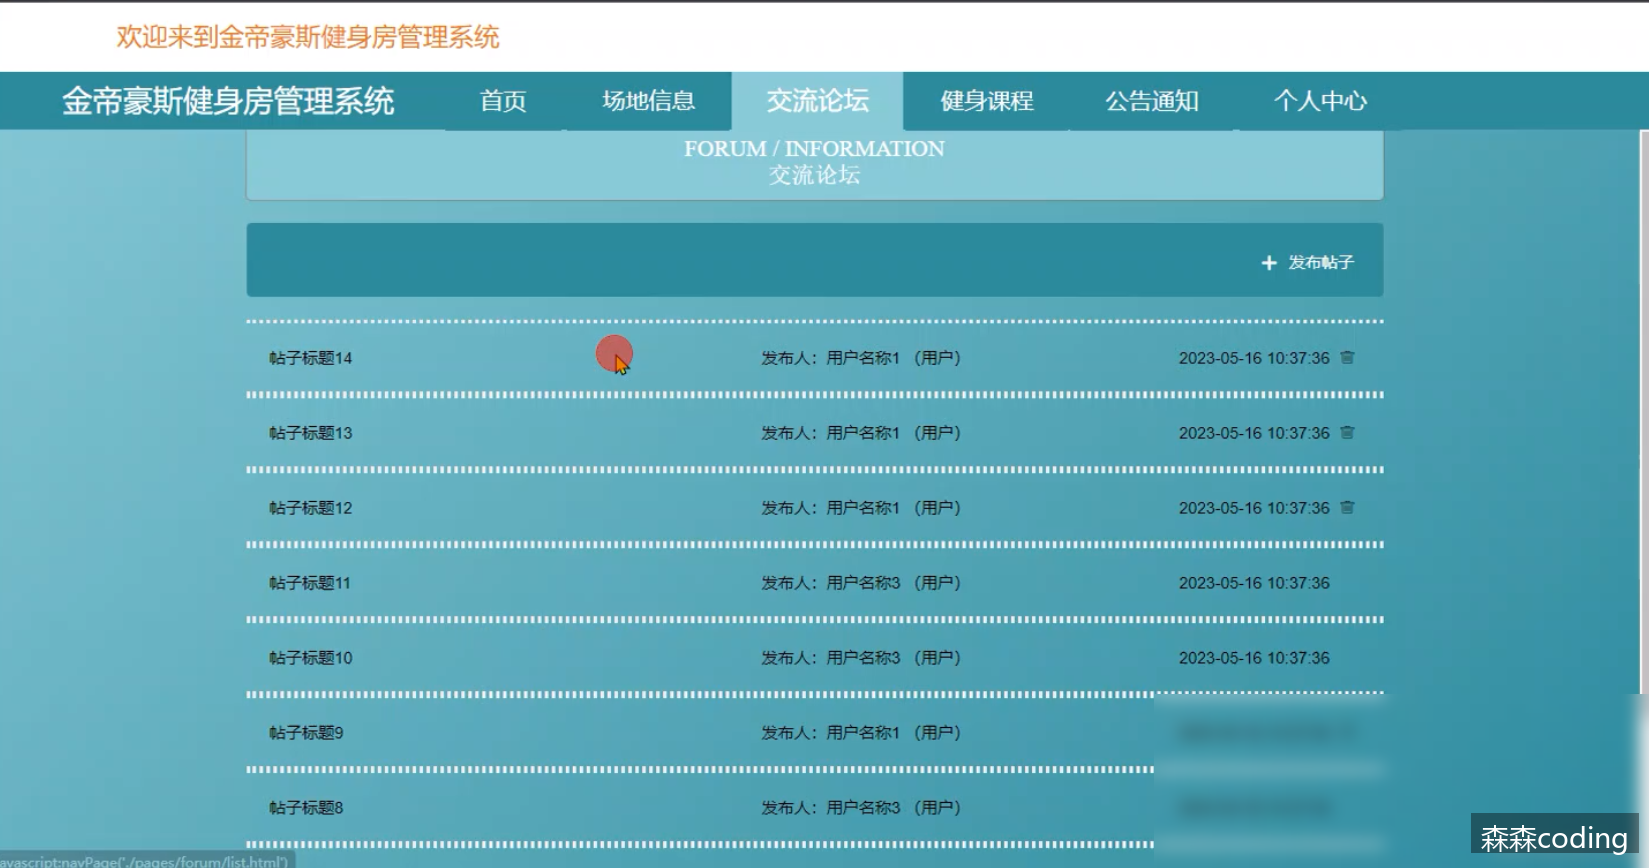 欢迎来到金帝豪斯健身房管理系统
金帝豪斯健身房管理系统 首页 场地信息 交流论坛 健身课程 公告通知 个人中心
FORUM / INFORMATION
交流论坛
+ 发布帖子
帖子标题14 发布人：用户名称1 （用户） 2023-05-16 10:37:36
帖子标题13 发布人：用户名称1 （用户） 2023-05-16 10:37:36
帖子标题12 发布人：用户名称1 （用户） 2023-05-16 10:37:36
帖子标题11 发布人：用户名称3 （用户） 2023-05-16 10:37:36
帖子标题10 发布人：用户名称3 （用户） 2023-05-16 10:37:36
帖子标题9 发布人：用户名称1 （用户）
帖子标题8 发布人：用户名称3 （用户）
森森coding
avascript:navPage('./pages/forum/list.html')